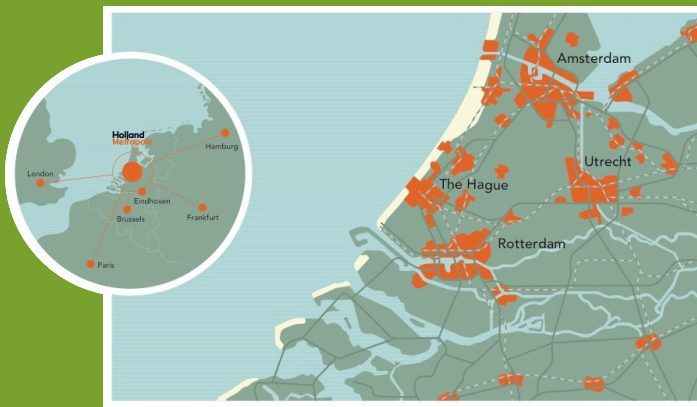 Holland
Metropole
Hamburg
London
Eindhoven
Brussels
Frankfurt
Paris
Amsterdam
Utrecht
The Hague
Rotterdam